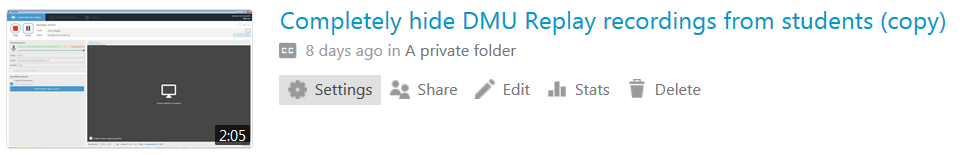 Completely hide DMU Replay recordings from students (copy)
CC 8 days ago in A private folder
Settings Share Edit Stats Delete
2:05